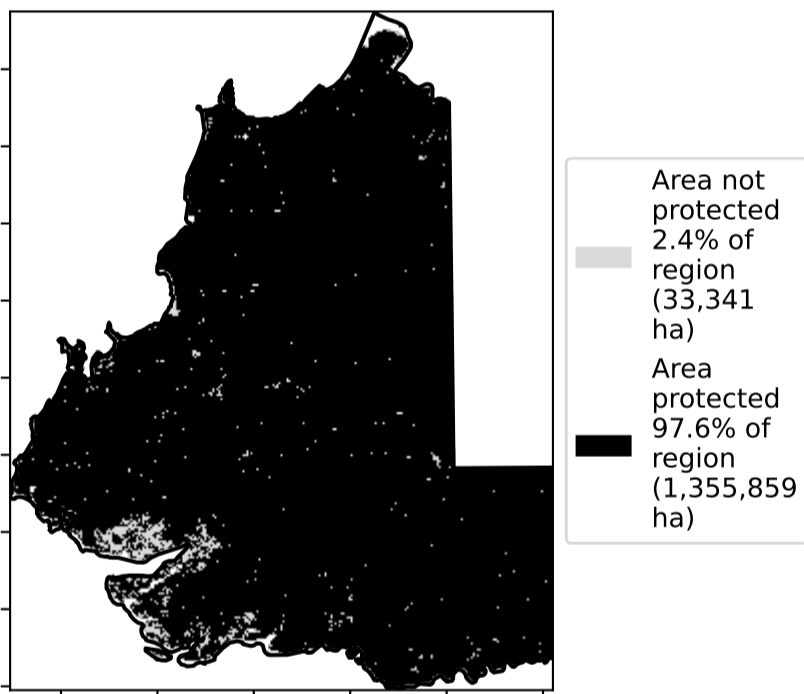 Area not
protected
2.4% of
region
(33,341
ha)
Area
protected
97.6% of
region
(1,355,859
ha)